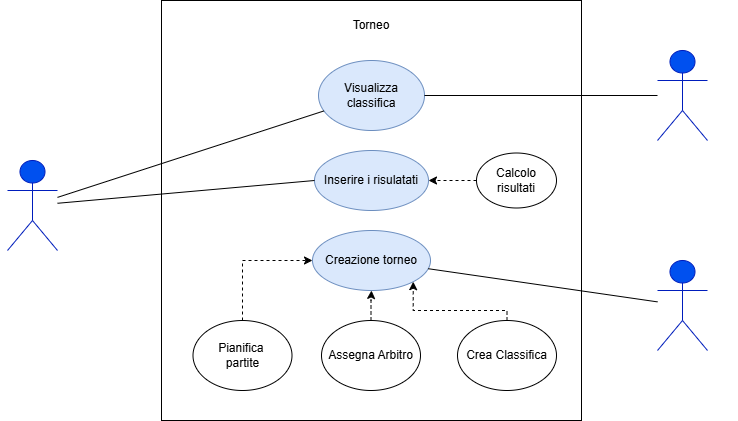 Torneo
Visualizza
classifica
Inserire i risulatati
Calcolo
risultati
Creazione torneo
Pianifica
partite
Assegna Arbitro
Crea Classifica